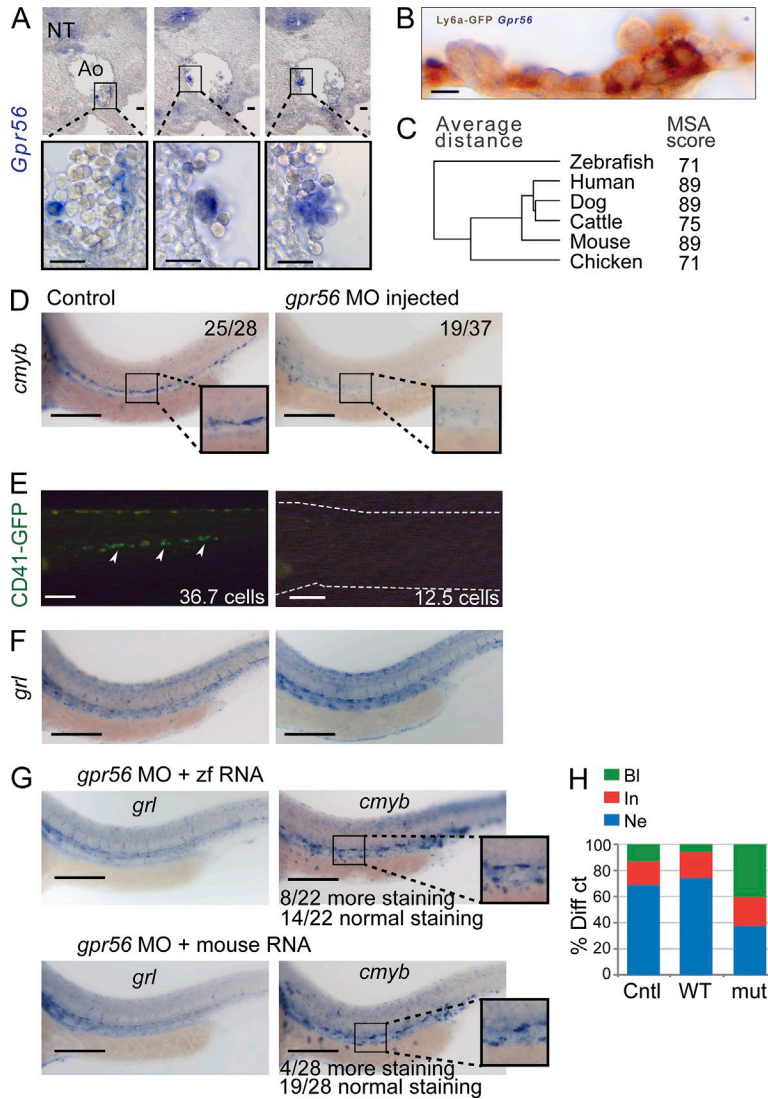 A
NT
Ao
Gpr56
B
Ly6a-GFP Gpr56
C
Average distance
MSA score
Zebrafish 71
Human 89
Dog 89
Cattle 75
Mouse 89
Chicken 71
D
Control
gpr56 MO injected
cmyb
25/28
19/37
E
CD41-GFP
36.7 cells
12.5 cells
F
grl
G
gpr56 MO + zf RNA
grl
cmyb
8/22 more staining
14/22 normal staining
gpr56 MO + mouse RNA
grl
cmyb
4/28 more staining
19/28 normal staining
H
Bl
In
Ne
% Diff ct
100
80
60
40
20
0
Cntl WT mut